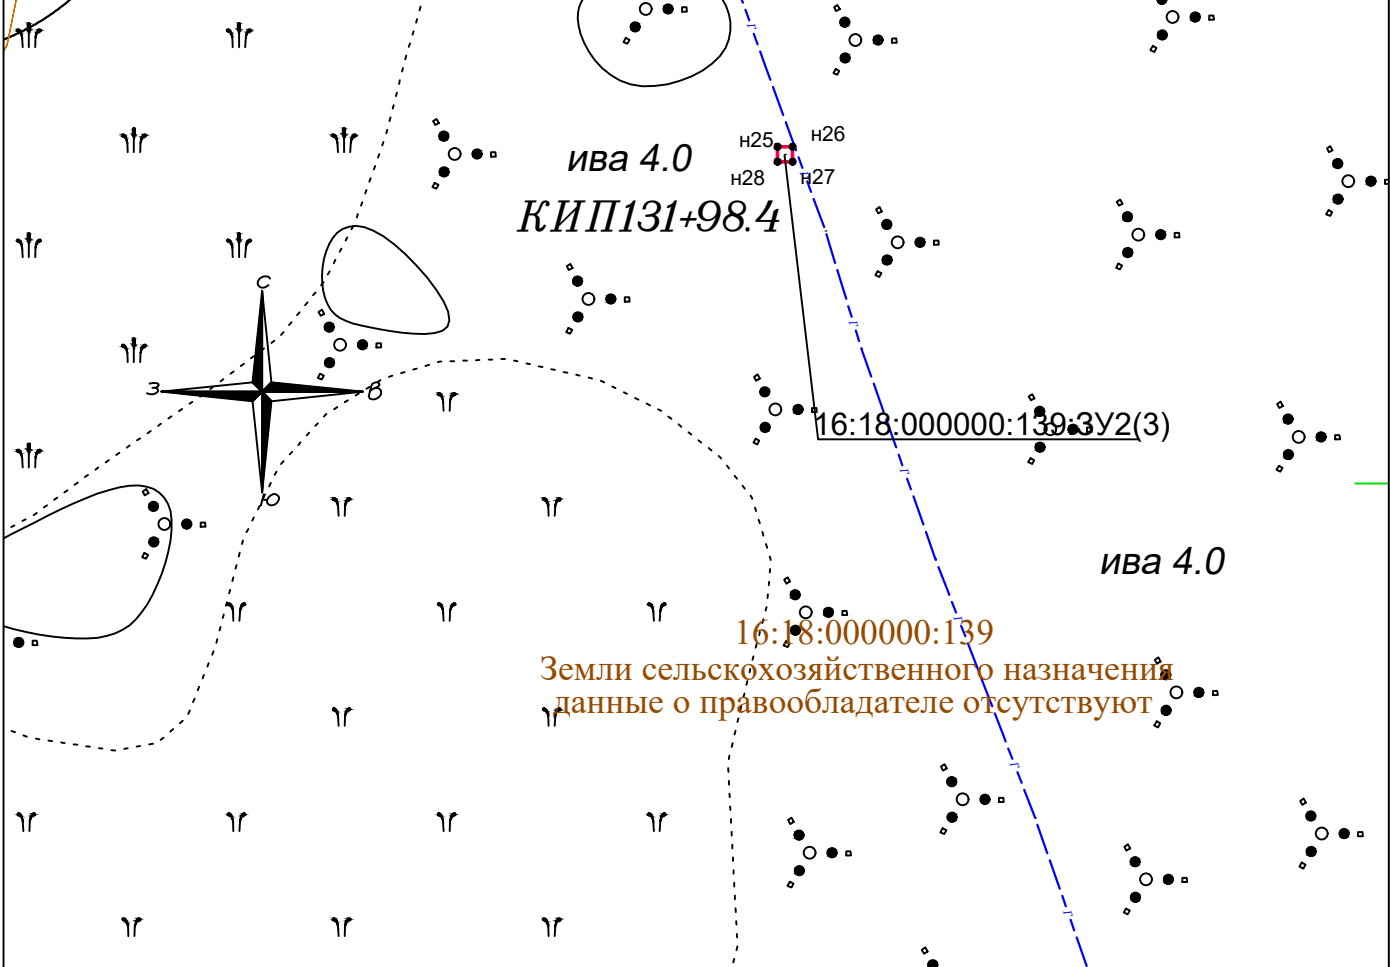 г
н25
н26
ива 4.0
н28
н27
КИП131+98.4
С
г
З
В
16:18:000000:139:ЗУ2(3)
г
Ю
ива 4.0
г
16:18:000000:139
Земли сельскохозяйственного назначения
данные о правообладателе отсутствуют
г
г